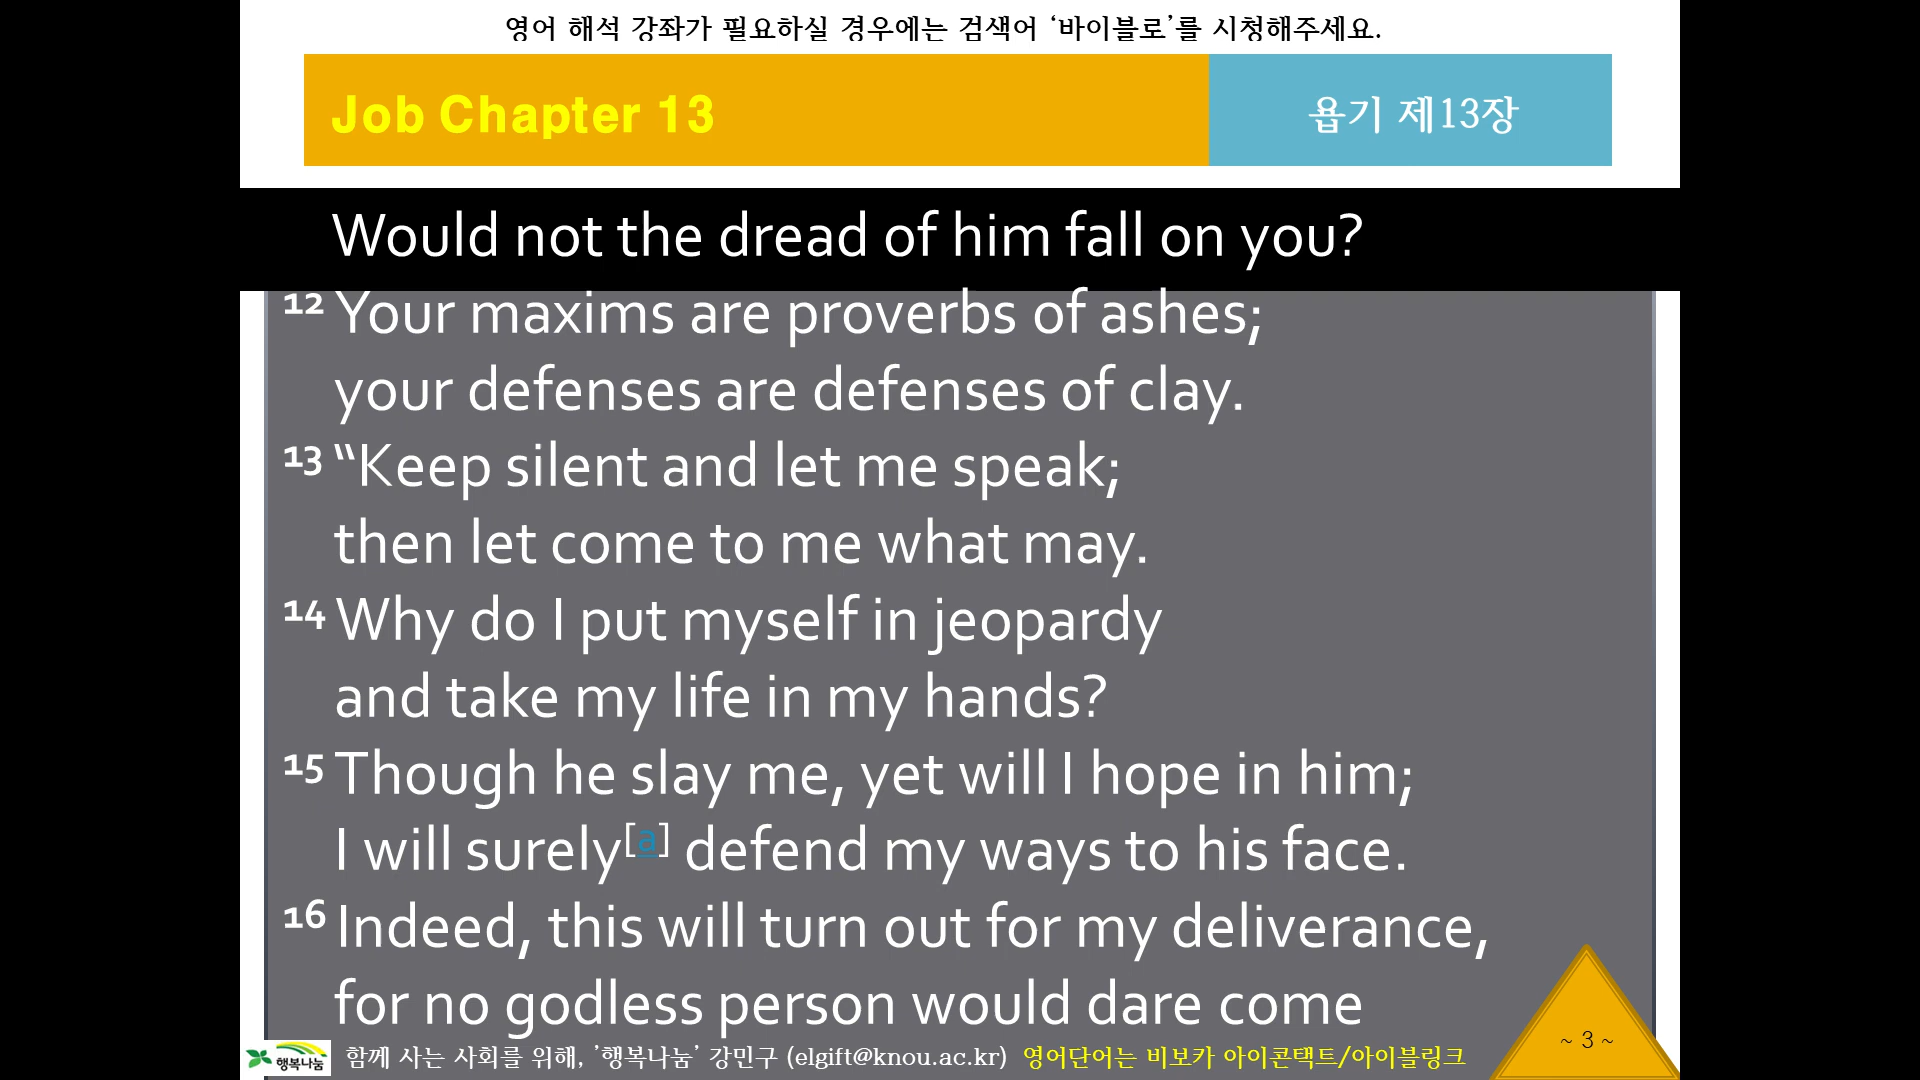 영어 해석 강좌가 필요하실 경우에는 검색어 ‘바이블로’를 시청해주세요.
Job Chapter 13
욥기 제13장
Would not the dread of him fall on you?
12 Your maxims are proverbs of ashes;
your defenses are defenses of clay.
13 “Keep silent and let me speak;
then let come to me what may.
14 Why do I put myself in jeopardy
and take my life in my hands?
15 Though he slay me, yet will I hope in him;
I will surely[a] defend my ways to his face.
16 Indeed, this will turn out for my deliverance,
for no godless person would dare come
~ 3 ~
행복나눔
함께 사는 사회를 위해, ’행복나눔’ 강민구 (elgift@knou.ac.kr) 영어단어는 비보카 아이콘택트/아이블링크